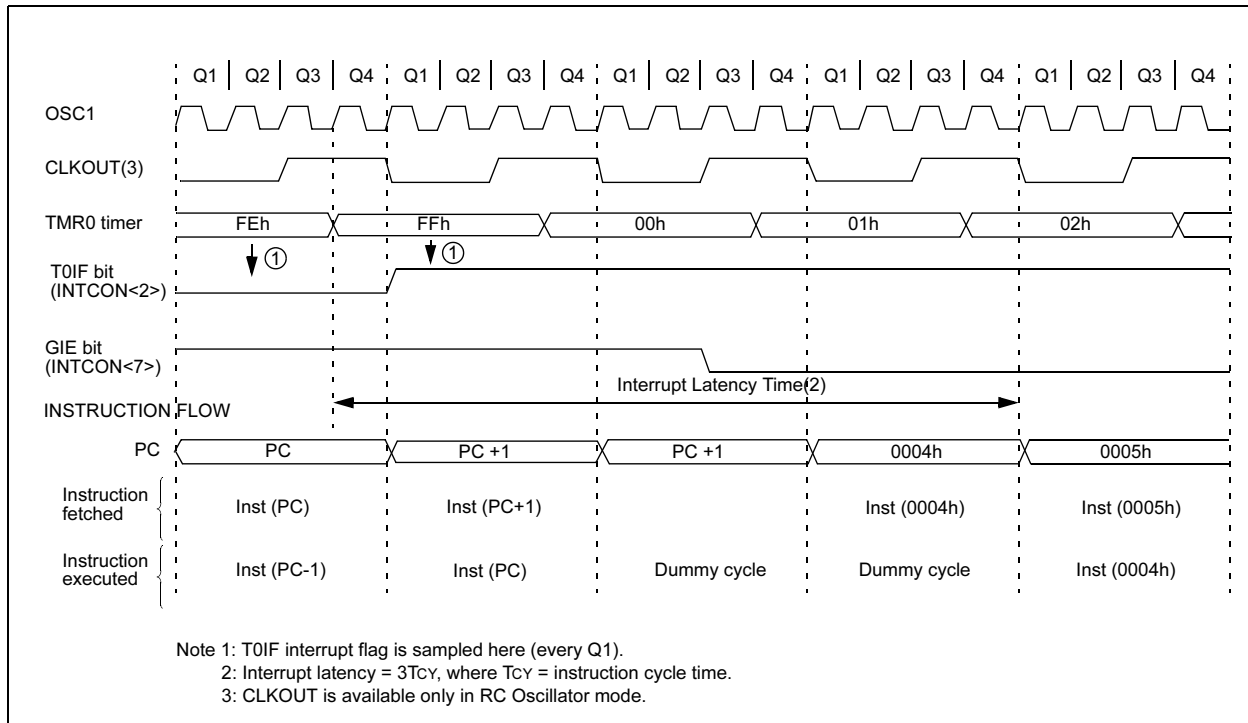 Q1 Q2 Q3 Q4 Q1 Q2 Q3 Q4 Q1 Q2 Q3 Q4 Q1 Q2 Q3 Q4 Q1 Q2 Q3 Q4
OSC1
CLKOUT(3)
TMR0 timer FEh FFh 00h 01h 02h
1 1
T0IF bit
(INTCON<2>)
GIE bit
(INTCON<7>)
Interrupt Latency Time(2)
INSTRUCTION FLOW
PC PC PC +1 PC +1 0004h 0005h
Instruction
fetched
Inst (PC) Inst (PC+1) Inst (0004h) Inst (0005h)
Instruction
executed
Inst (PC-1) Inst (PC) Dummy cycle Dummy cycle Inst (0004h)
Note 1: T0IF interrupt flag is sampled here (every Q1).
2: Interrupt latency = 3TCY, where TCY = instruction cycle time.
3: CLKOUT is available only in RC Oscillator mode.